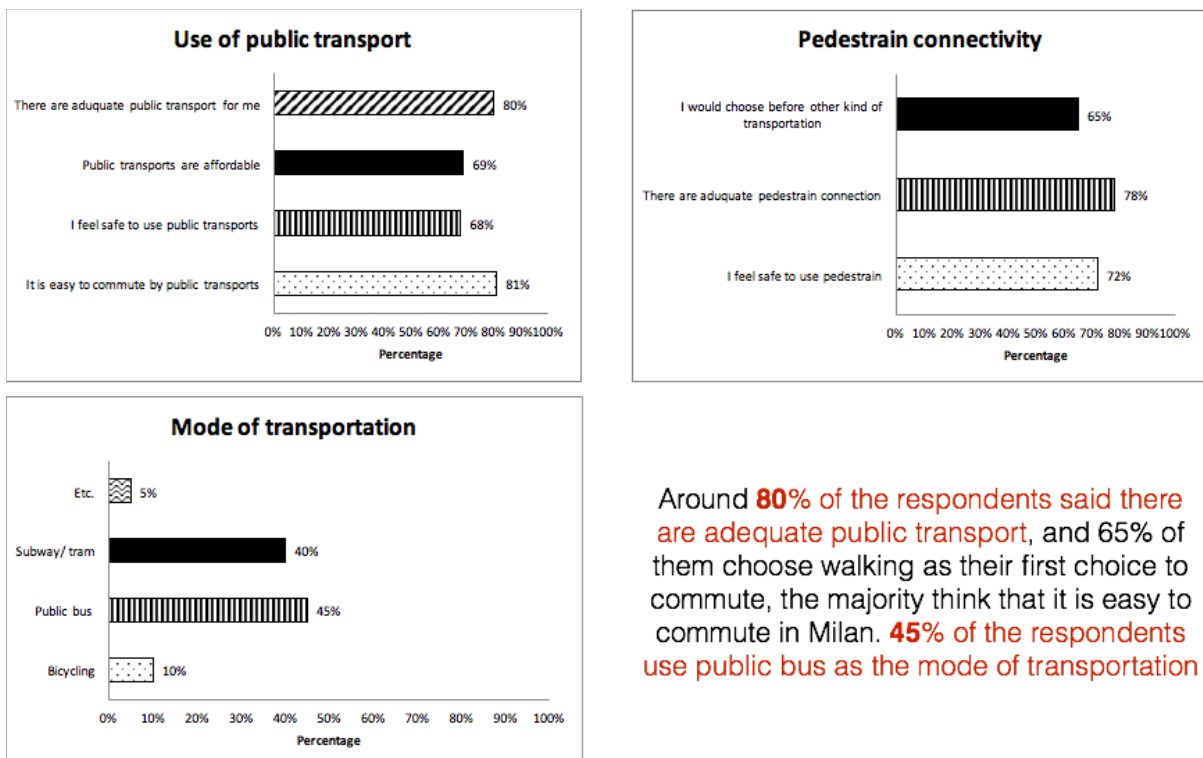 Use of public transport
There are aduquate public transport for me
80%
Public transports are affordable
69%
I feel safe to use public transports
68%
It is easy to commute by public transports
81%
0% 10% 20% 30% 40% 50% 60% 70% 80% 90%100%
Percentage
Pedestrain connectivity
I would choose before other kind of
transportation
65%
There are aduquate pedestrain connection
78%
I feel safe to use pedestrain
72%
0% 10% 20% 30% 40% 50% 60% 70% 80% 90%100%
Percentage
Mode of transportation
Etc.
5%
Subway/ tram
40%
Public bus
45%
Bicycling
10%
0% 10% 20% 30% 40% 50% 60% 70% 80% 90% 100%
Percentage
Around 80% of the respondents said there
are adequate public transport, and 65% of
them choose walking as their first choice to
commute, the majority think that it is easy to
commute in Milan. 45% of the respondents
use public bus as the mode of transportation